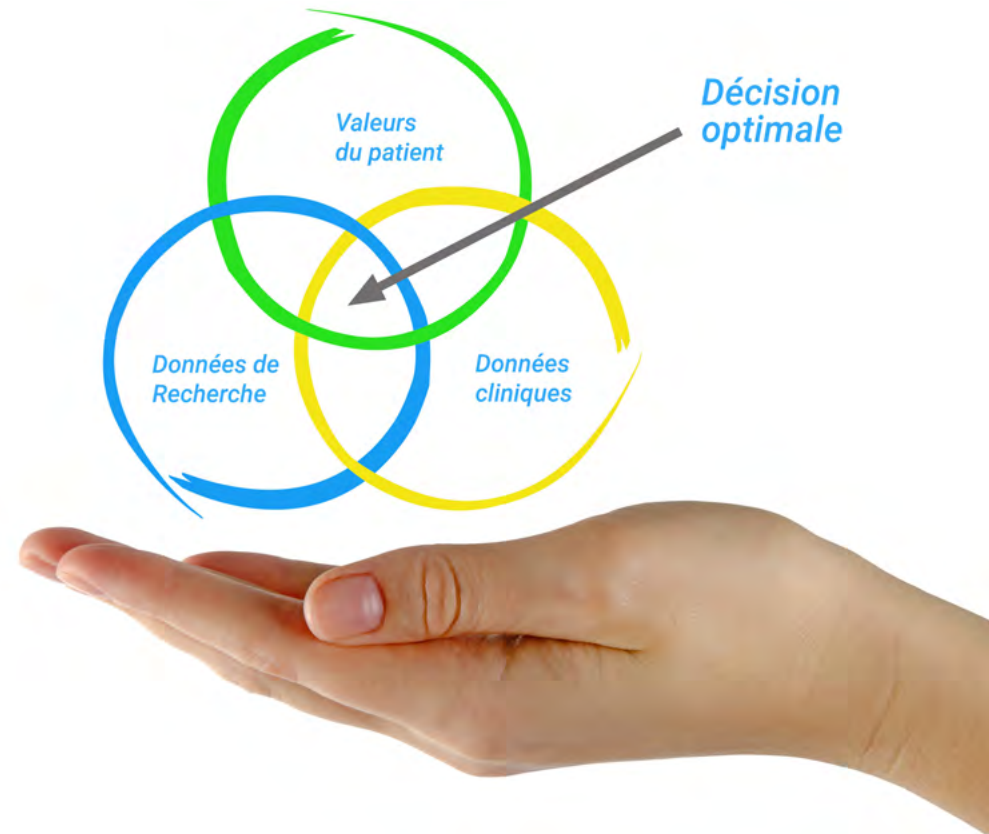 Valeurs
du patient
Décision
optimale
Données de
Recherche
Données
cliniques